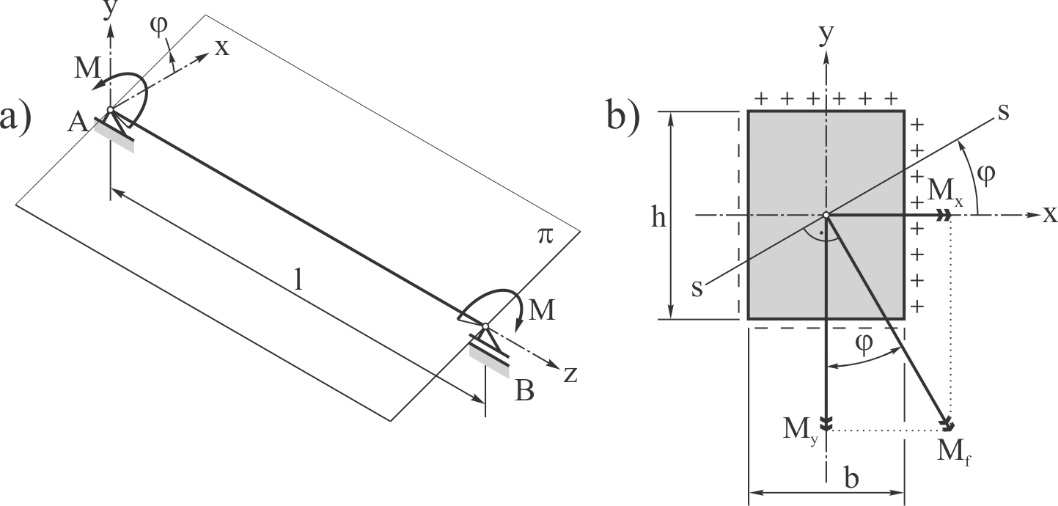 a)
y
φ
x
M
A
π
l
M
B
z
b)
y
+ + + + + +
s
φ
M_x
x
h
s
φ
M_y
M_f
b